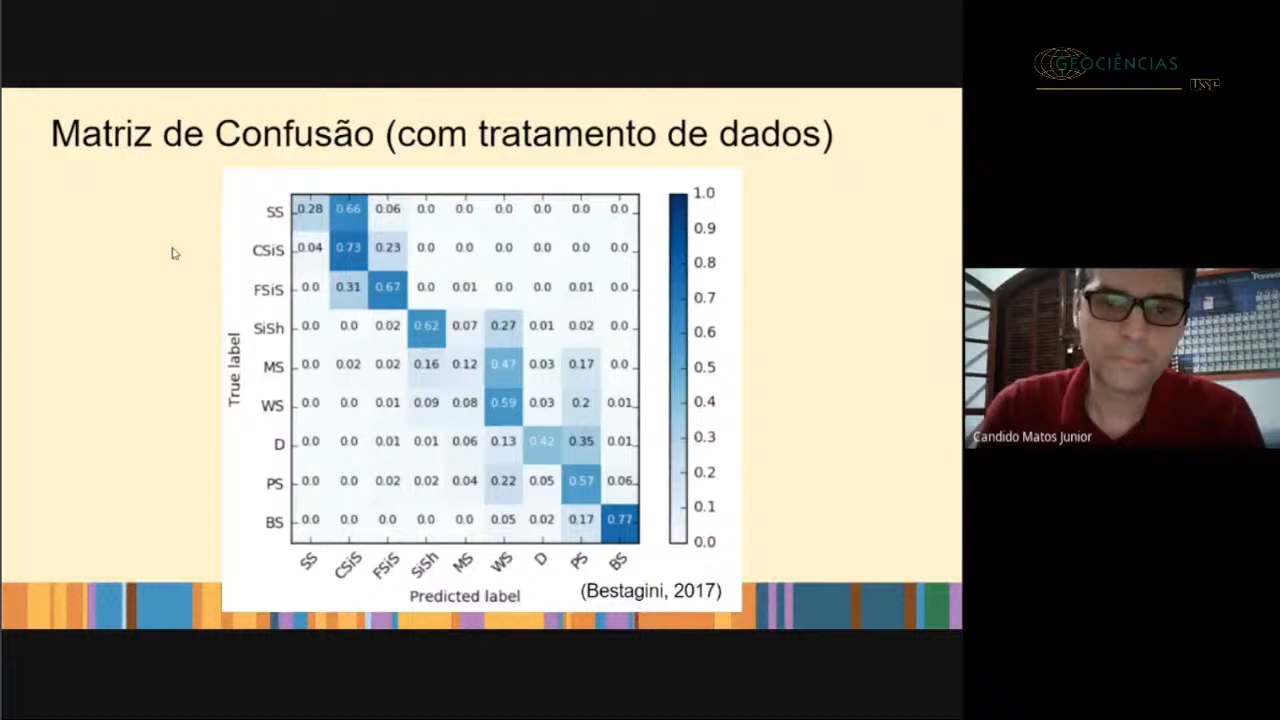 GEOCIÊNCIAS
USP
Matriz de Confusão (com tratamento de dados)
True label
SS 0.28 0.66 0.06 0.0 0.0 0.0 0.0 0.0 0.0
CSiS 0.04 0.73 0.23 0.0 0.0 0.0 0.0 0.0 0.0
FSiS 0.0 0.31 0.67 0.0 0.01 0.0 0.0 0.01 0.0
SiSh 0.0 0.0 0.02 0.62 0.07 0.27 0.01 0.02 0.0
MS 0.0 0.02 0.02 0.16 0.12 0.47 0.03 0.17 0.0
WS 0.0 0.0 0.01 0.09 0.08 0.59 0.03 0.2 0.01
D 0.0 0.0 0.01 0.01 0.06 0.13 0.42 0.35 0.01
PS 0.0 0.0 0.02 0.02 0.04 0.22 0.05 0.57 0.06
BS 0.0 0.0 0.0 0.0 0.0 0.05 0.02 0.17 0.77
SS CSiS FSiS SiSh MS WS D PS BS
Predicted label
1.0
0.9
0.8
0.7
0.6
0.5
0.4
0.3
0.2
0.1
0.0
(Bestagini, 2017)
Candido Matos Junior